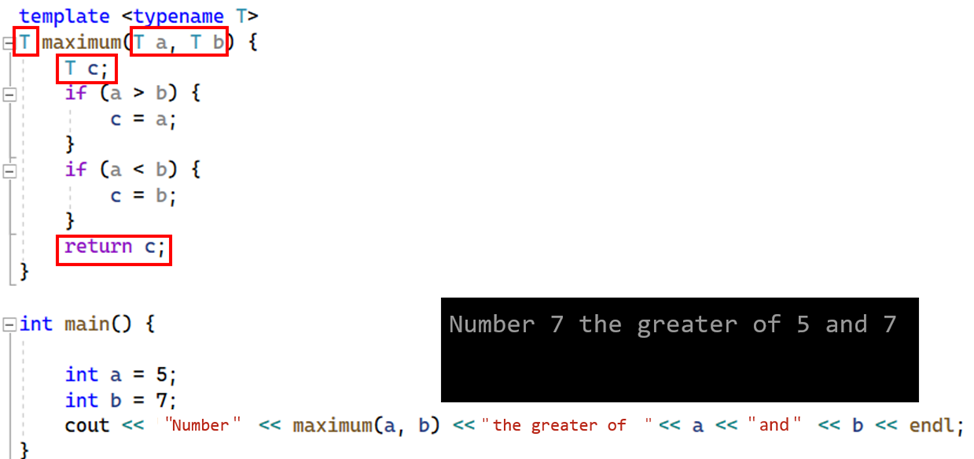 template <typename T>
T maximum(T a, T b) {
T c;
if (a > b) {
c = a;
}
if (a < b) {
c = b;
}
return c;
}
int main() {
Number 7 the greater of 5 and 7
int a = 5;
int b = 7;
cout << "Number" << maximum(a, b) <<"the greater of " << a <<"and" << b << endl;
}